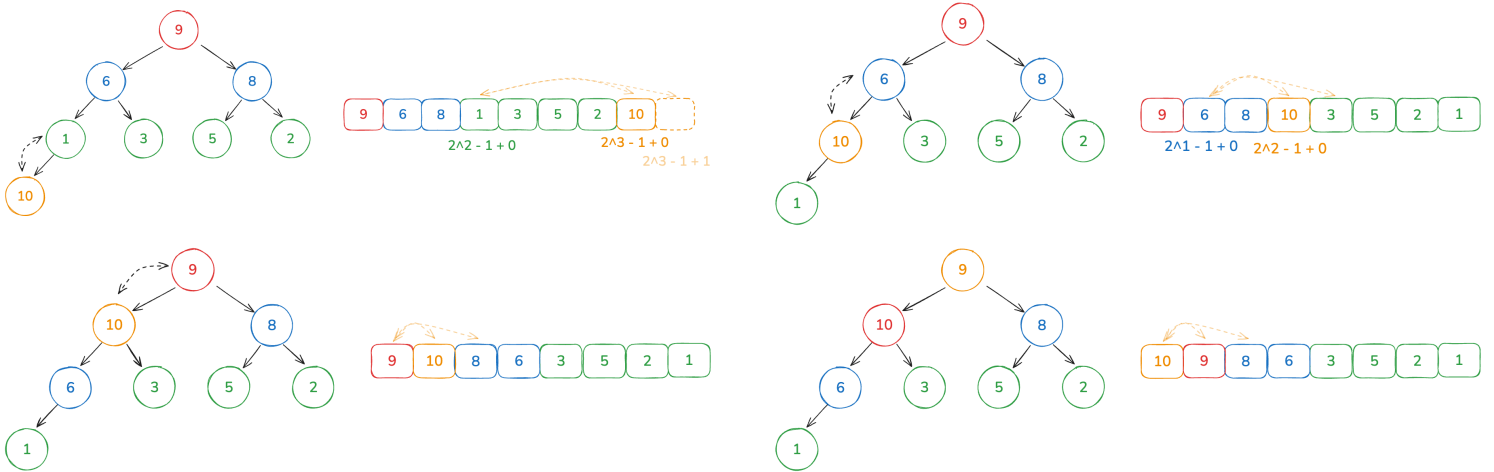 9
6 8
1 3 5 2
10
9 6 8 1 3 5 2 10
2^2 - 1 + 0 2^3 - 1 + 0
2^3 - 1 + 1
9
6 8
10 3 5 2
1
9 6 8 10 3 5 2 1
2^1 - 1 + 0 2^2 - 1 + 0
9
10 8
6 3 5 2
1
9 10 8 6 3 5 2 1
9
10 8
6 3 5 2
1
10 9 8 6 3 5 2 1